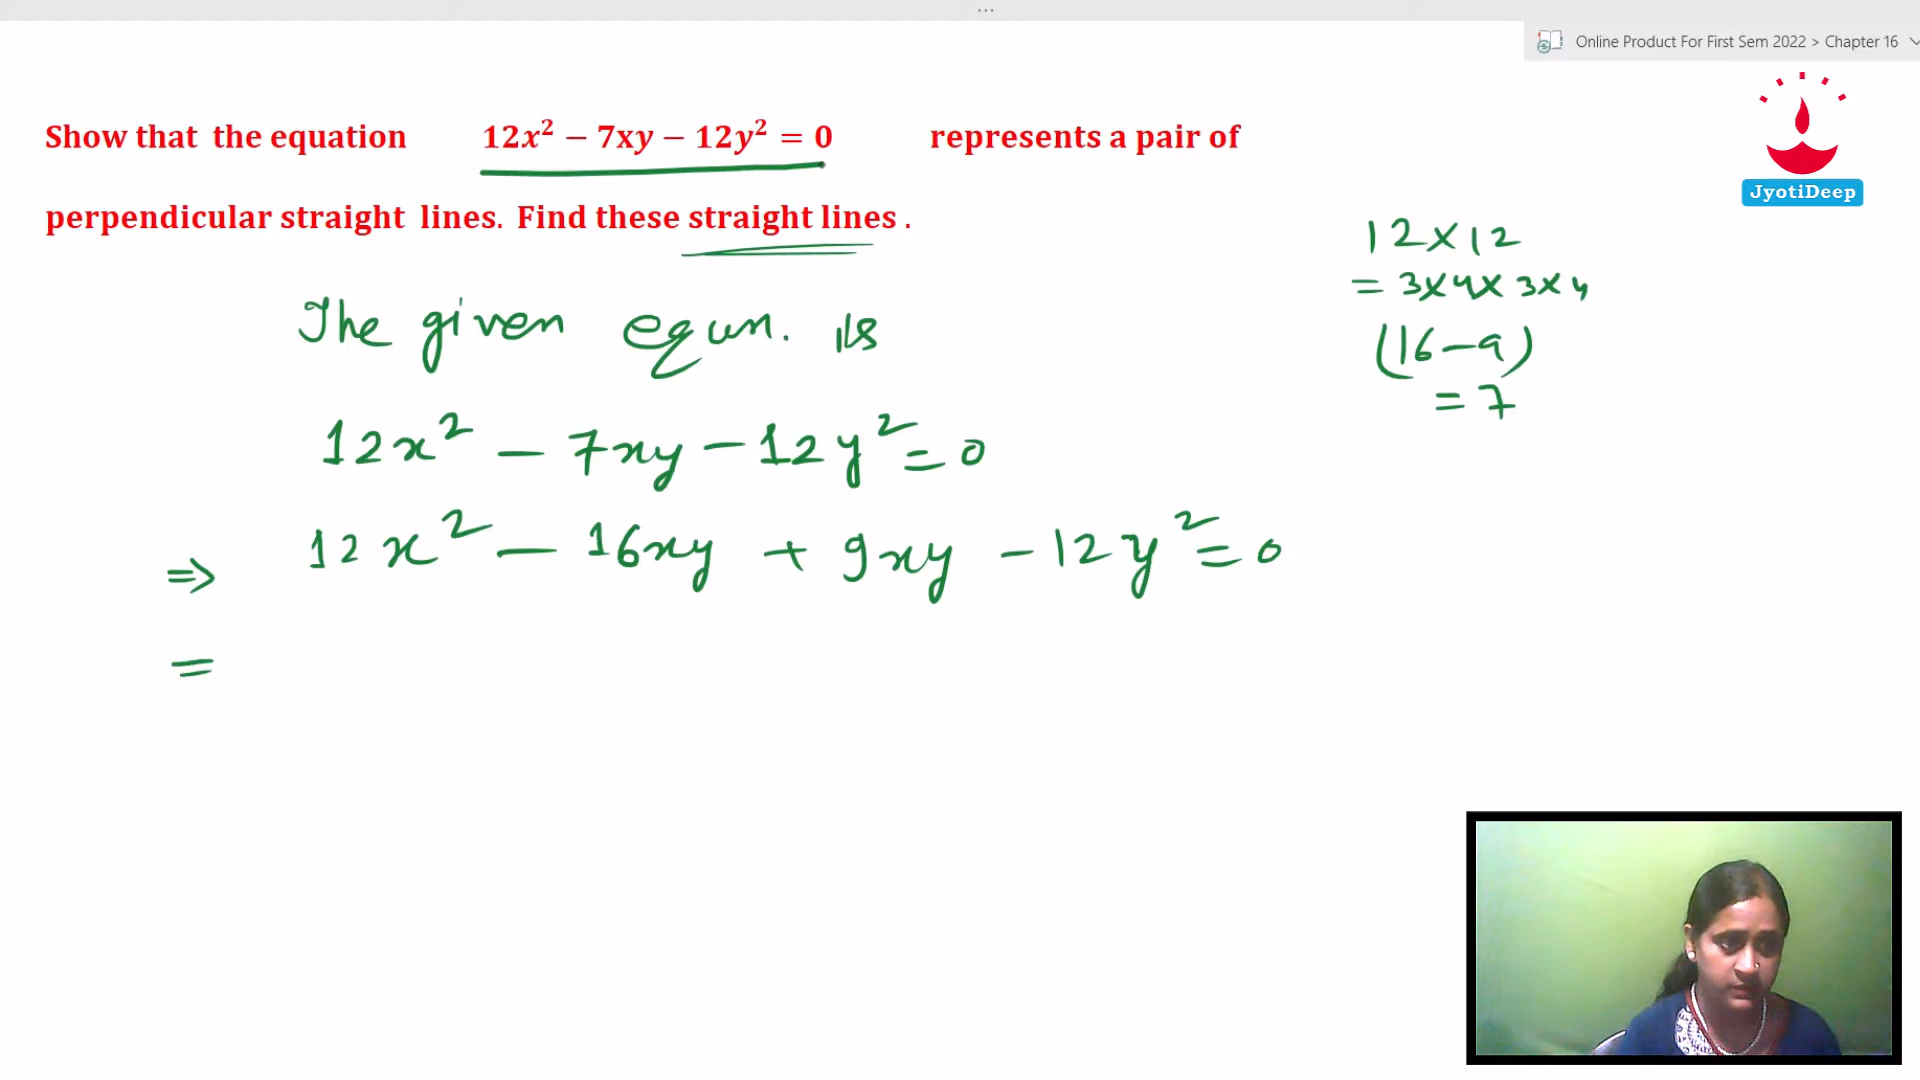 ...
Online Product For First Sem 2022 > Chapter 16
JyotiDeep
Show that the equation 12x² − 7xy − 12y² = 0 represents a pair of
perpendicular straight lines. Find these straight lines .
12×12
= 3×4×3×4
(16−9)
= 7
The given equn. is
12x² − 7xy − 12y² = 0
⇒ 12x² − 16xy + 9xy − 12y² = 0
=